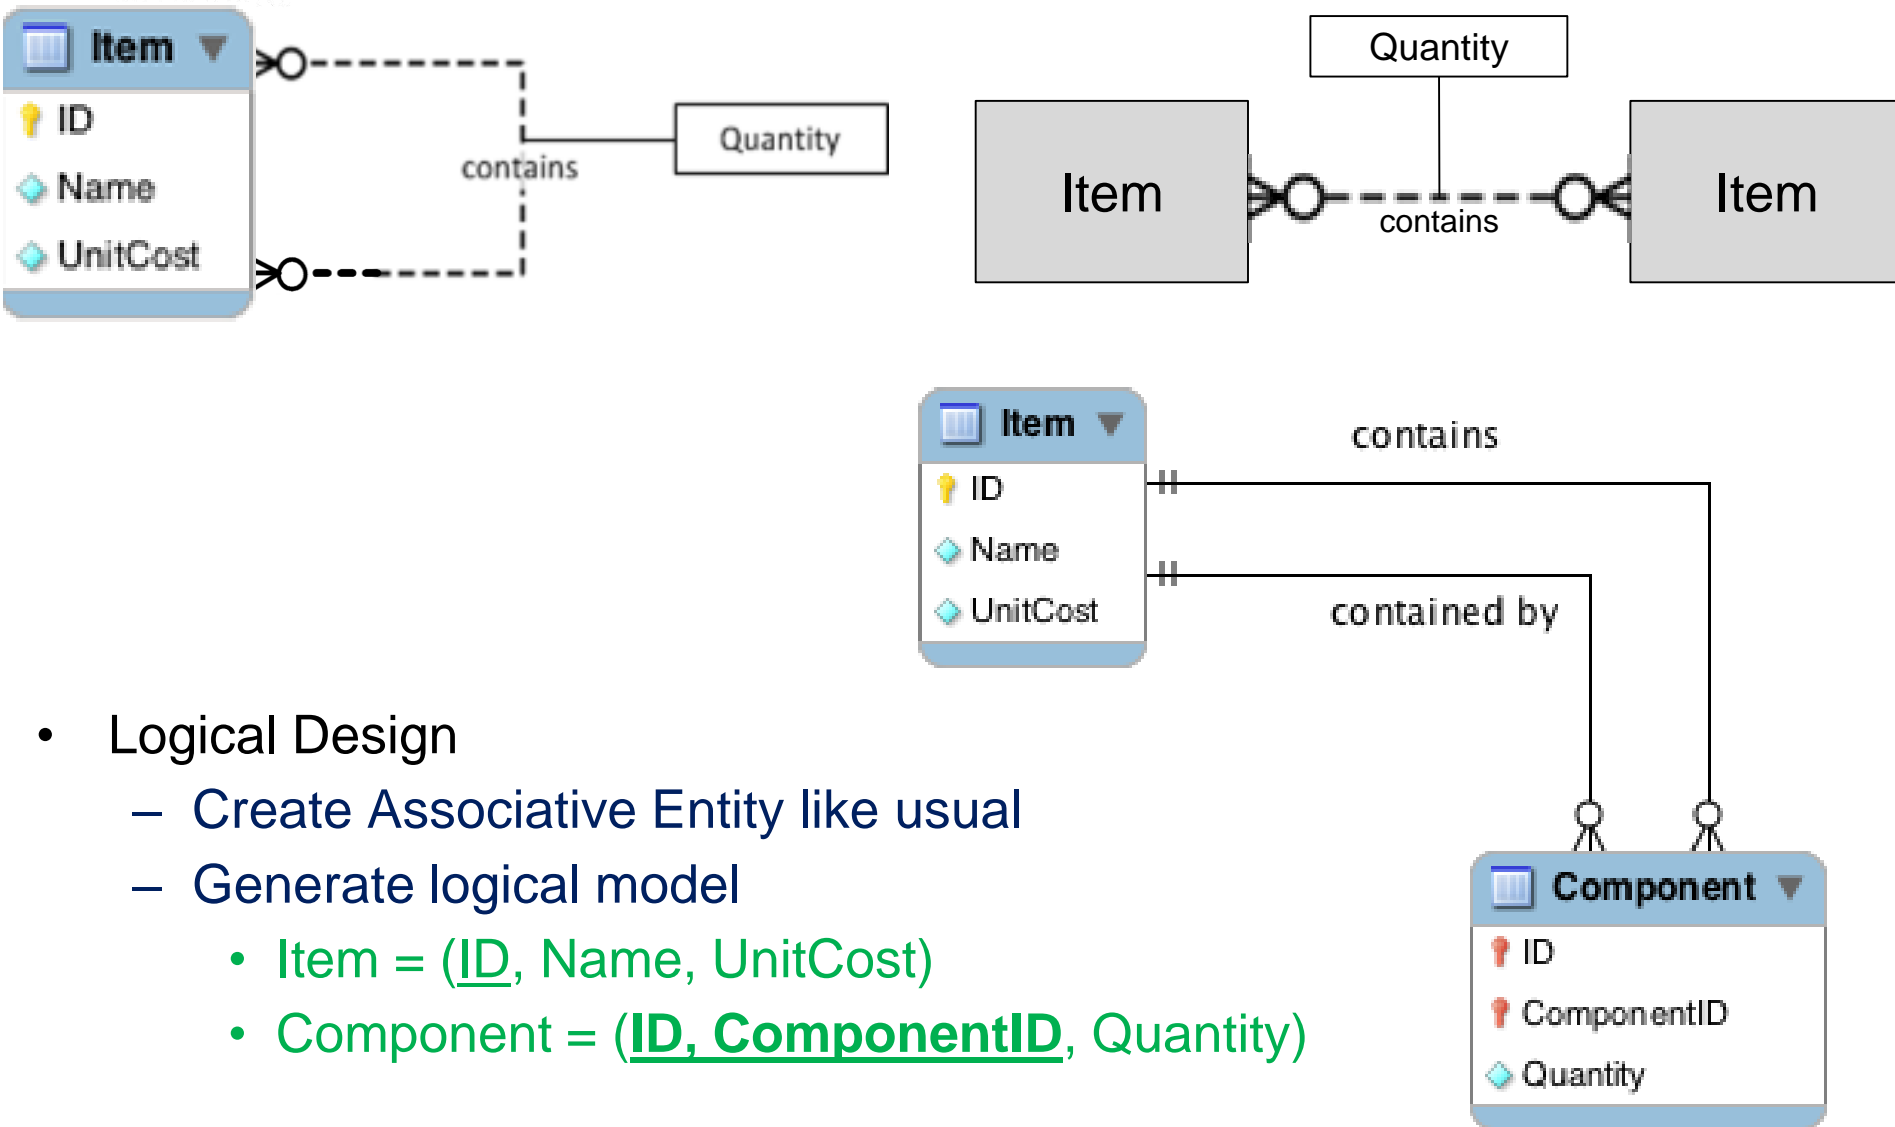 Item
ID
Name
UnitCost
contains
Quantity
Quantity
Item
contains
Item
Item
ID
Name
UnitCost
contains
contained by
• Logical Design
– Create Associative Entity like usual
– Generate logical model
• Item = (ID, Name, UnitCost)
• Component = (ID, ComponentID, Quantity)
Component
ID
ComponentID
Quantity